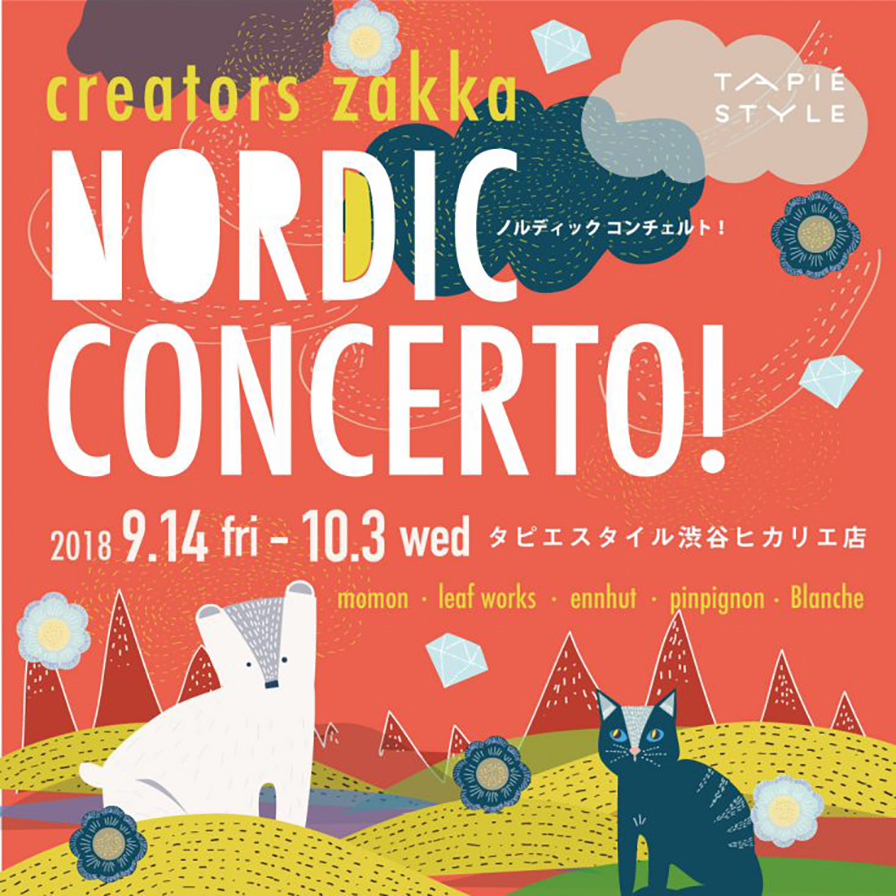 creators zakka
TAPIÉ
STYLE
NORDIC
ノルディック コンチェルト！
CONCERTO!
2018 9.14 fri - 10.3 wed タピエスタイル渋谷ヒカリエ店
momon · leaf works · ennhut · pinpignon · Blanche